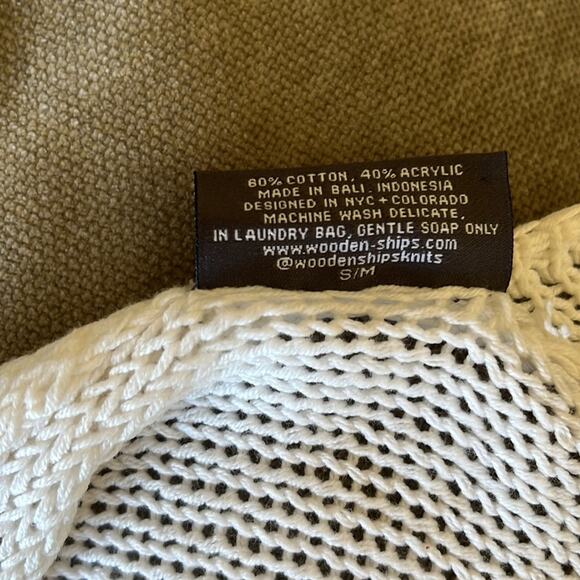 60% COTTON, 40% ACRYLIC
MADE IN BALI. INDONESIA
DESIGNED IN NYC + COLORADO
MACHINE WASH DELICATE,
IN LAUNDRY BAG, GENTLE SOAP ONLY
www.wooden-ships.com
@woodenshipsknits
S/M